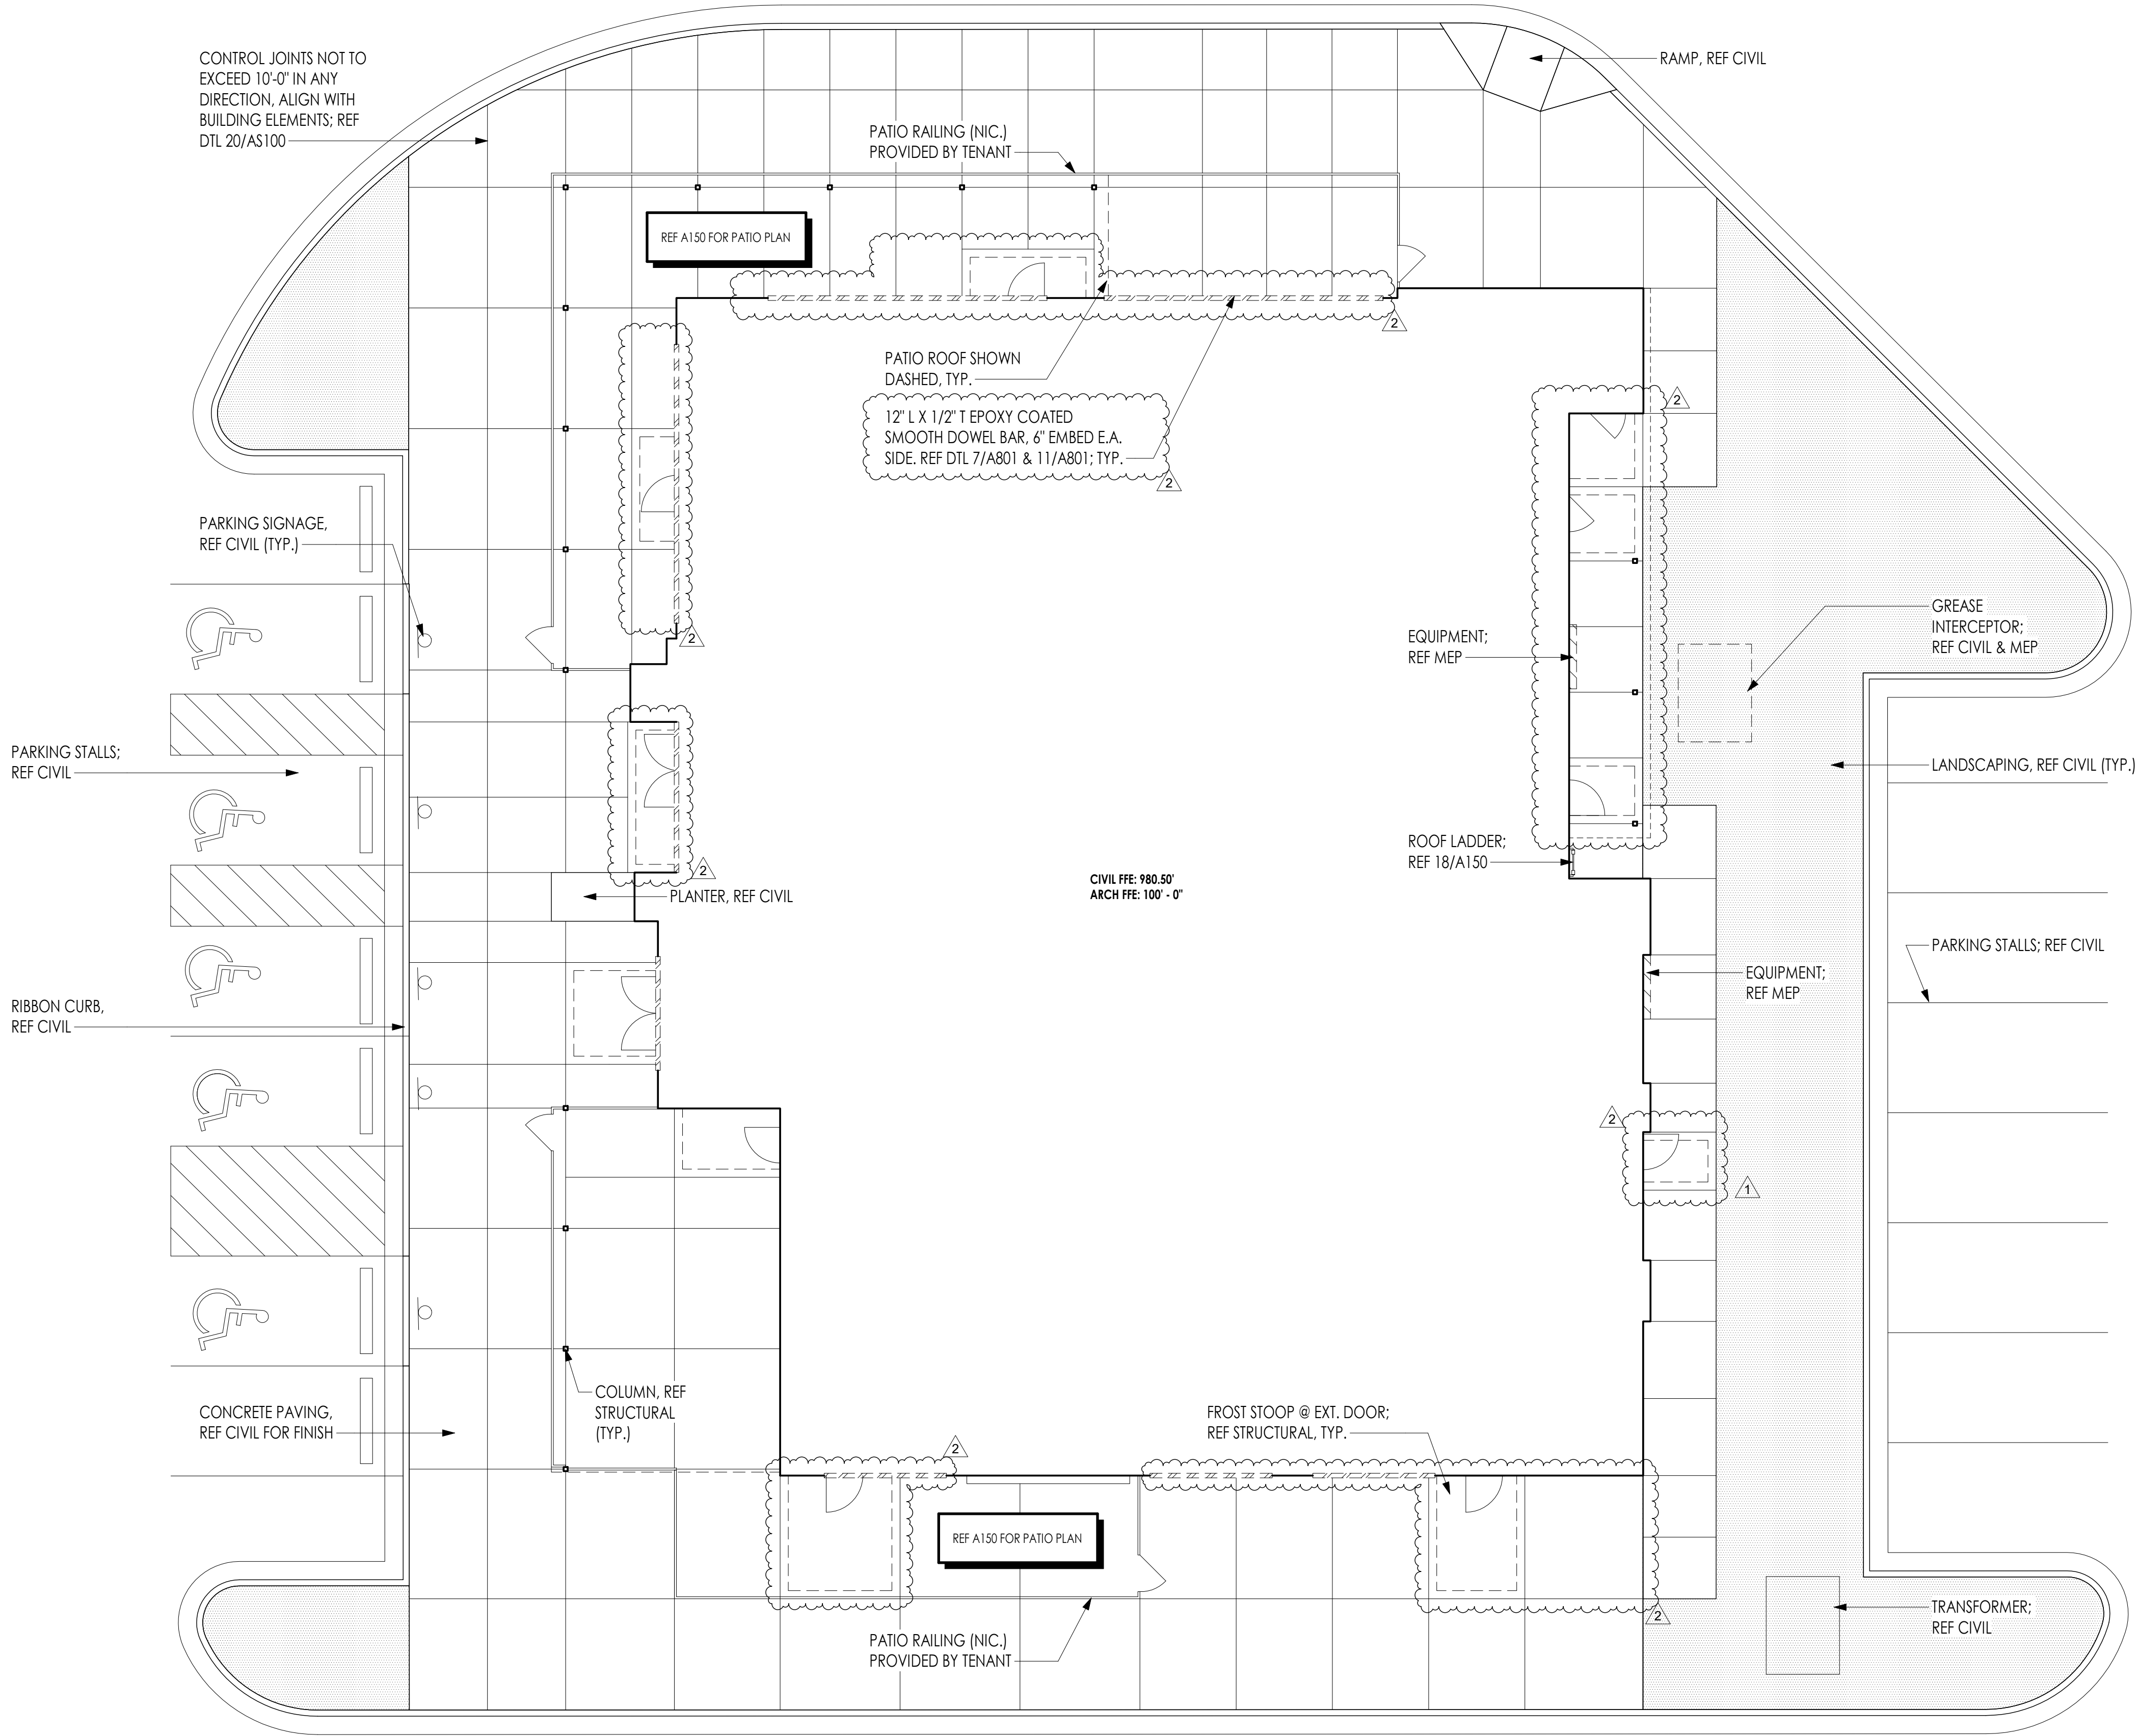 CONTROL JOINTS NOT TO
EXCEED 10'-0" IN ANY
DIRECTION, ALIGN WITH
BUILDING ELEMENTS; REF
DTL 20/AS100
RAMP, REF CIVIL
PATIO RAILING (NIC.)
PROVIDED BY TENANT
REF A150 FOR PATIO PLAN
2
PATIO ROOF SHOWN
DASHED, TYP.
2
12" L X 1/2" T EPOXY COATED
SMOOTH DOWEL BAR, 6" EMBED E.A.
SIDE. REF DTL 7/A801 & 11/A801; TYP.
2
PARKING SIGNAGE,
REF CIVIL (TYP.)
2
EQUIPMENT;
REF MEP
GREASE
INTERCEPTOR;
REF CIVIL & MEP
PARKING STALLS;
REF CIVIL
LANDSCAPING, REF CIVIL (TYP.)
ROOF LADDER;
REF 18/A150
2
PLANTER, REF CIVIL
CIVIL FFE: 980.50'
ARCH FFE: 100' - 0"
PARKING STALLS; REF CIVIL
EQUIPMENT;
REF MEP
RIBBON CURB,
REF CIVIL
2
1
COLUMN, REF
STRUCTURAL
(TYP.)
CONCRETE PAVING,
REF CIVIL FOR FINISH
FROST STOOP @ EXT. DOOR;
REF STRUCTURAL, TYP.
2
REF A150 FOR PATIO PLAN
2
TRANSFORMER;
REF CIVIL
PATIO RAILING (NIC.)
PROVIDED BY TENANT